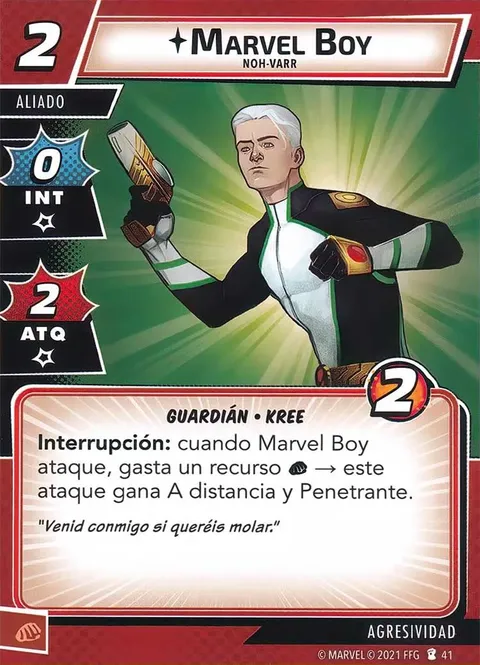 2
MARVEL BOY
NOH-VARR
ALIADO
0
INT
2
ATQ
2
GUARDIÁN • KREE
Interrupción: cuando Marvel Boy
ataque, gasta un recurso → este
ataque gana A distancia y Penetrante.
"Venid conmigo si queréis molar."
AGRESIVIDAD
© MARVEL © 2021 FFG 41